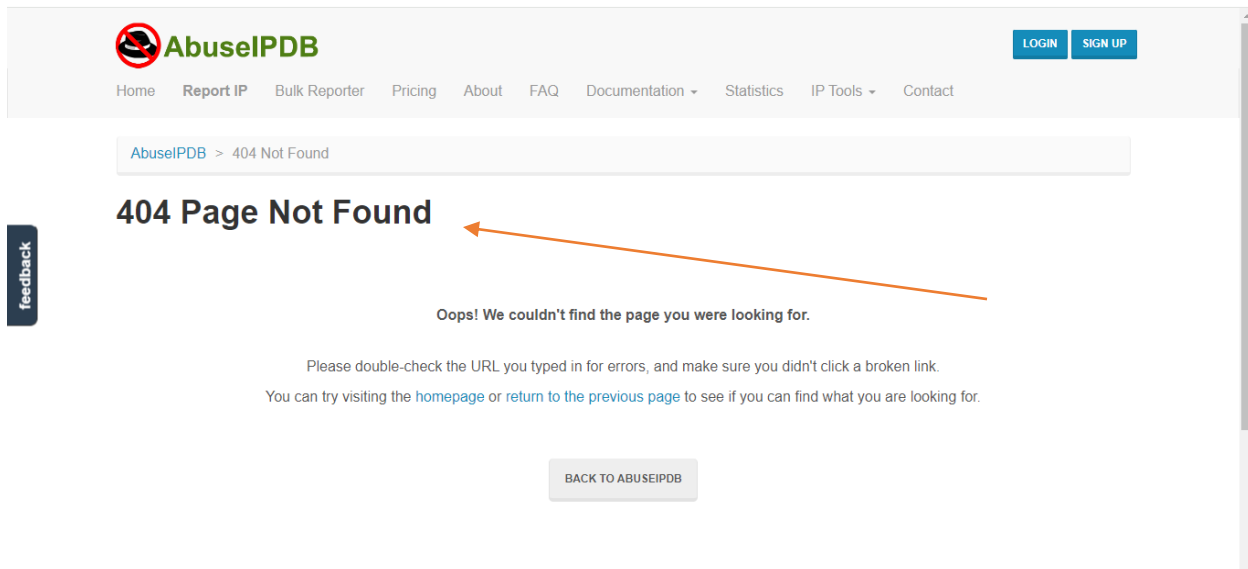 AbuseIPDB
LOGIN SIGN UP
Home Report IP Bulk Reporter Pricing About FAQ Documentation Statistics IP Tools Contact
AbuseIPDB > 404 Not Found
404 Page Not Found
feedback
Oops! We couldn't find the page you were looking for.
Please double-check the URL you typed in for errors, and make sure you didn't click a broken link.
You can try visiting the homepage or return to the previous page to see if you can find what you are looking for.
BACK TO ABUSEIPDB